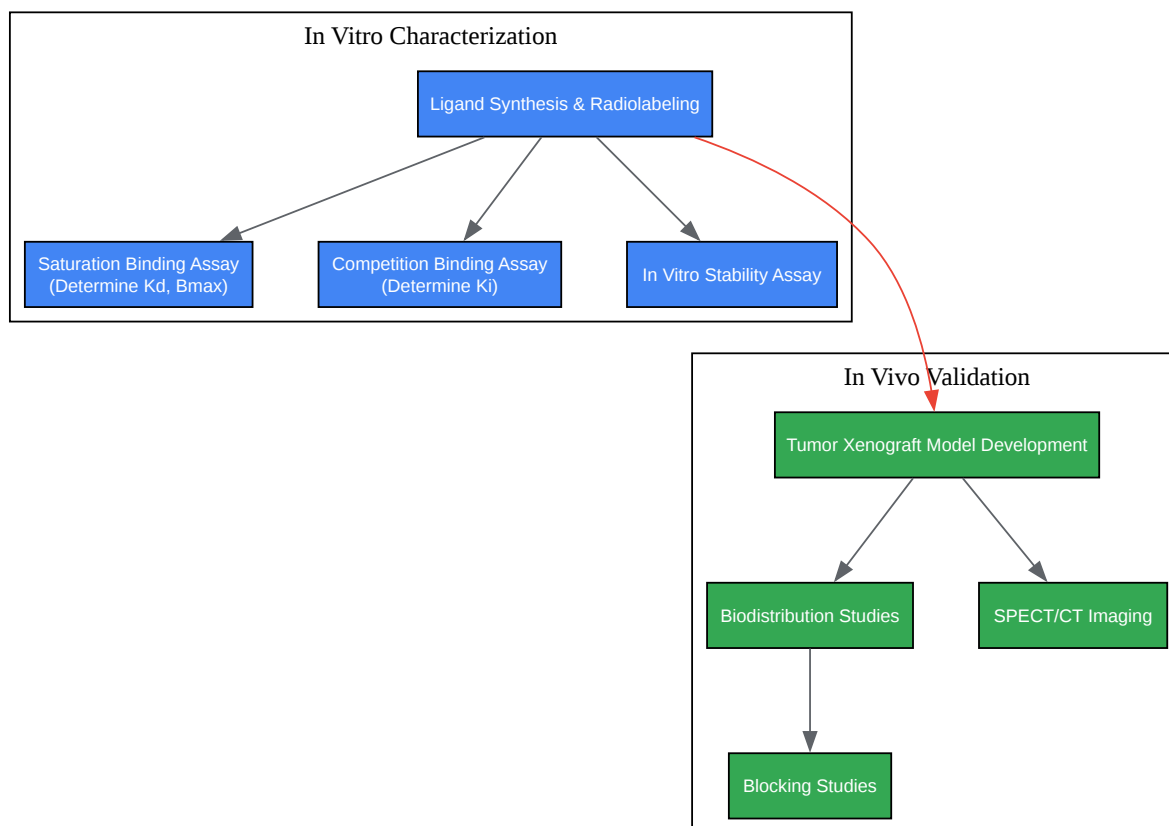 In Vitro Characterization
Ligand Synthesis & Radiolabeling
Saturation Binding Assay
(Determine Kd, Bmax)
Competition Binding Assay
(Determine Ki)
In Vitro Stability Assay
In Vivo Validation
Tumor Xenograft Model Development
Biodistribution Studies
SPECT/CT Imaging
Blocking Studies